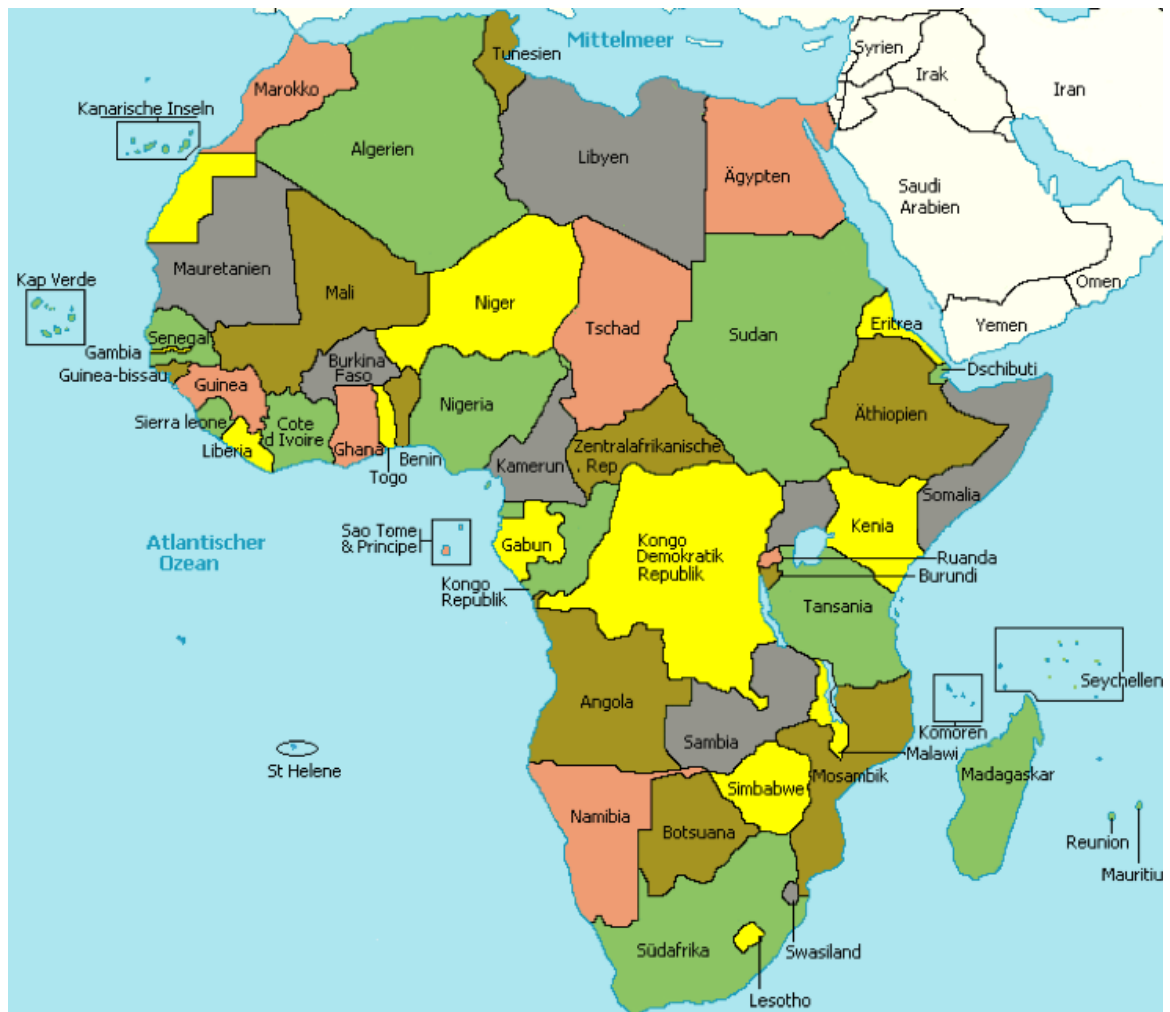 Mittelmeer
Syrien
Tunesien
Irak
Iran
Marokko
Kanarische Inseln
Algerien
Libyen
Ägypten
Saudi
Arabien
Mauretanien
Kap Verde
Mali
Niger
Omen
Tschad
Eritrea
Yemen
Senegal
Sudan
Gambia
Burkina
Faso
Dschibuti
Guinea-bissau
Guinea
Nigeria
Äthiopien
Sierra leone
Cote
d Ivoire
Liberia
Ghana
Benin
Togo
Zentralafrikanische
. Rep
Kamerun
Somalia
Atlantischer
Ozean
Sao Tome
& Principe
Gabun
Kongo
Demokratik
Republik
Kenia
Ruanda
Burundi
Kongo
Republik
Tansania
Seychellen
Angola
Komoren
Sambia
Malawi
St Helene
Mosambik
Madagaskar
Simbabwe
Namibia
Botsuana
Reunion
Mauritiu
Südafrika
Swasiland
Lesotho